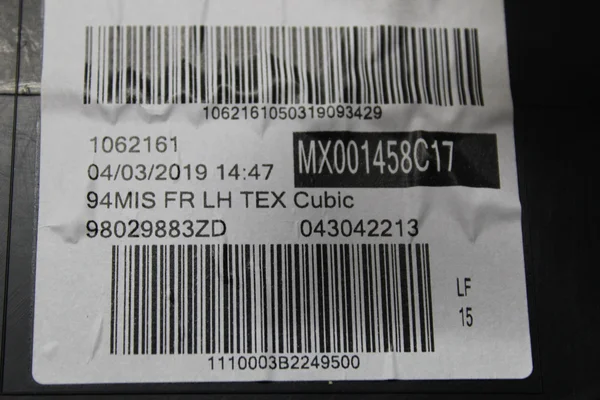 1062161050319093429
1062161
04/03/2019 14:47
MX001458C17
94MIS FR LH TEX Cubic
98029883ZD 043042213
LF
15
1110003B2249500